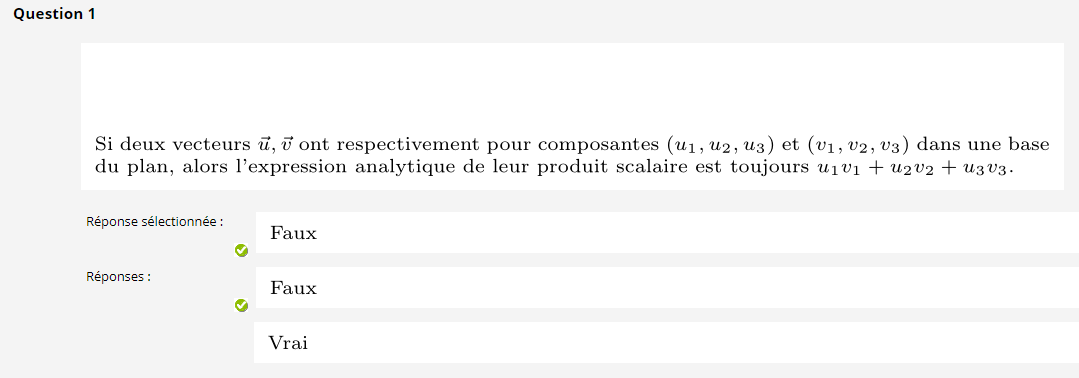 Question 1
Si deux vecteurs u⃗, v⃗ ont respectivement pour composantes (u₁, u₂, u₃) et (v₁, v₂, v₃) dans une base
du plan, alors l'expression analytique de leur produit scalaire est toujours u₁v₁ + u₂v₂ + u₃v₃.
Réponse sélectionnée :
Faux
Réponses :
Faux
Vrai